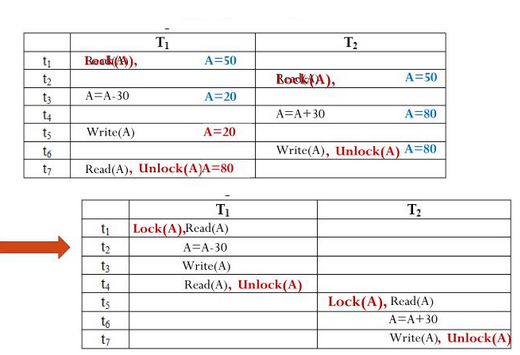 T1 T2
t1 Lock(A), A=50
t2 Lock(A), A=50
t3 A=A-30 A=20
t4 A=A+30 A=80
t5 Write(A) A=20
t6 Write(A), Unlock(A) A=80
t7 Read(A), Unlock(A)A=80
T1 T2
t1 Lock(A),Read(A)
t2 A=A-30
t3 Write(A)
t4 Read(A), Unlock(A)
t5 Lock(A), Read(A)
t6 A=A+30
t7 Write(A), Unlock(A)